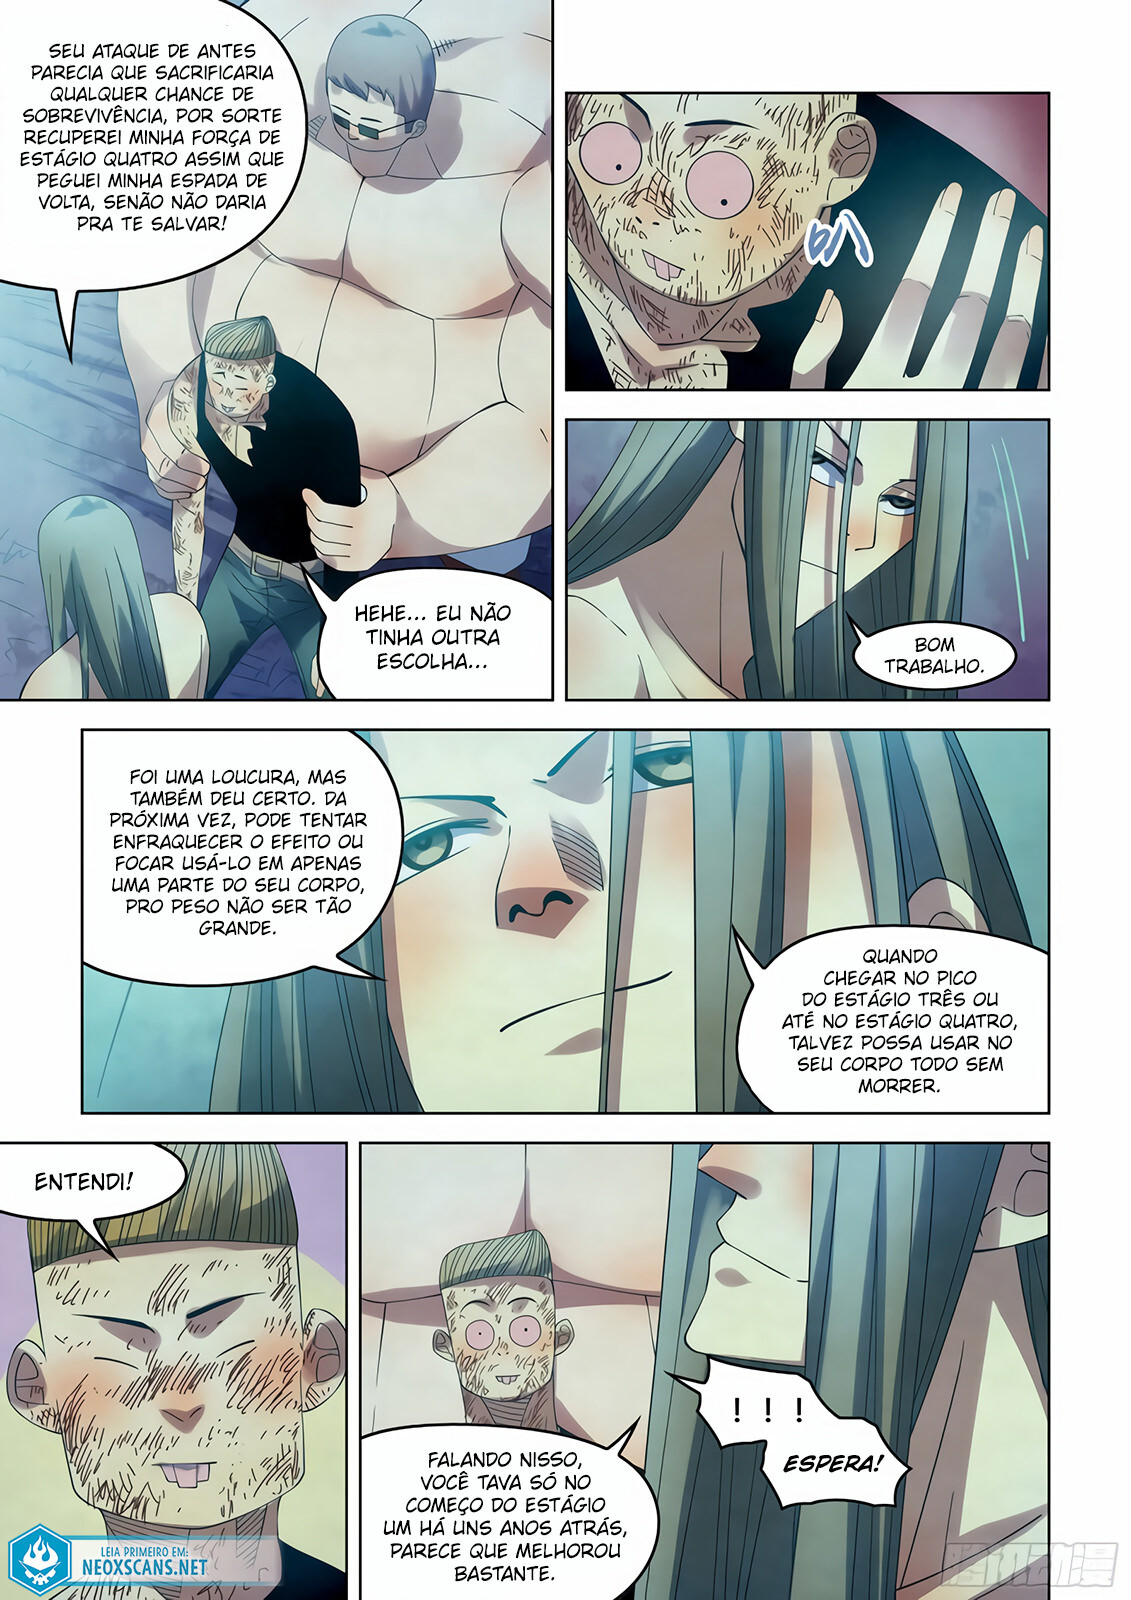 SEU ATAQUE DE ANTES
PARECIA QUE SACRIFICARIA
QUALQUER CHANCE DE
SOBREVIVÊNCIA, POR SORTE
RECUPEREI MINHA FORÇA DE
ESTÁGIO QUATRO ASSIM QUE
PEGUEI MINHA ESPADA DE
VOLTA, SENÃO NÃO DARIA
PRA TE SALVAR!
HEHE... EU NÃO
TINHA OUTRA
ESCOLHA...
BOM
TRABALHO.
FOI UMA LOUCURA, MAS
TAMBÉM DEU CERTO. DA
PRÓXIMA VEZ, PODE TENTAR
ENFRAQUECER O EFEITO OU
FOCAR USÁ-LO EM APENAS
UMA PARTE DO SEU CORPO,
PRO PESO NÃO SER TÃO
GRANDE.
QUANDO
CHEGAR NO PICO
DO ESTÁGIO TRÊS OU
ATÉ NO ESTÁGIO QUATRO,
TALVEZ POSSA USAR NO
SEU CORPO TODO SEM
MORRER.
ENTENDI!
FALANDO NISSO,
VOCÊ TAVA SÓ NO
COMEÇO DO ESTÁGIO
UM HÁ UNS ANOS ATRÁS,
PARECE QUE MELHOROU
BASTANTE.
! ! !
ESPERA!
LEIA PRIMEIRO EM:
NEOXSCANS.NET